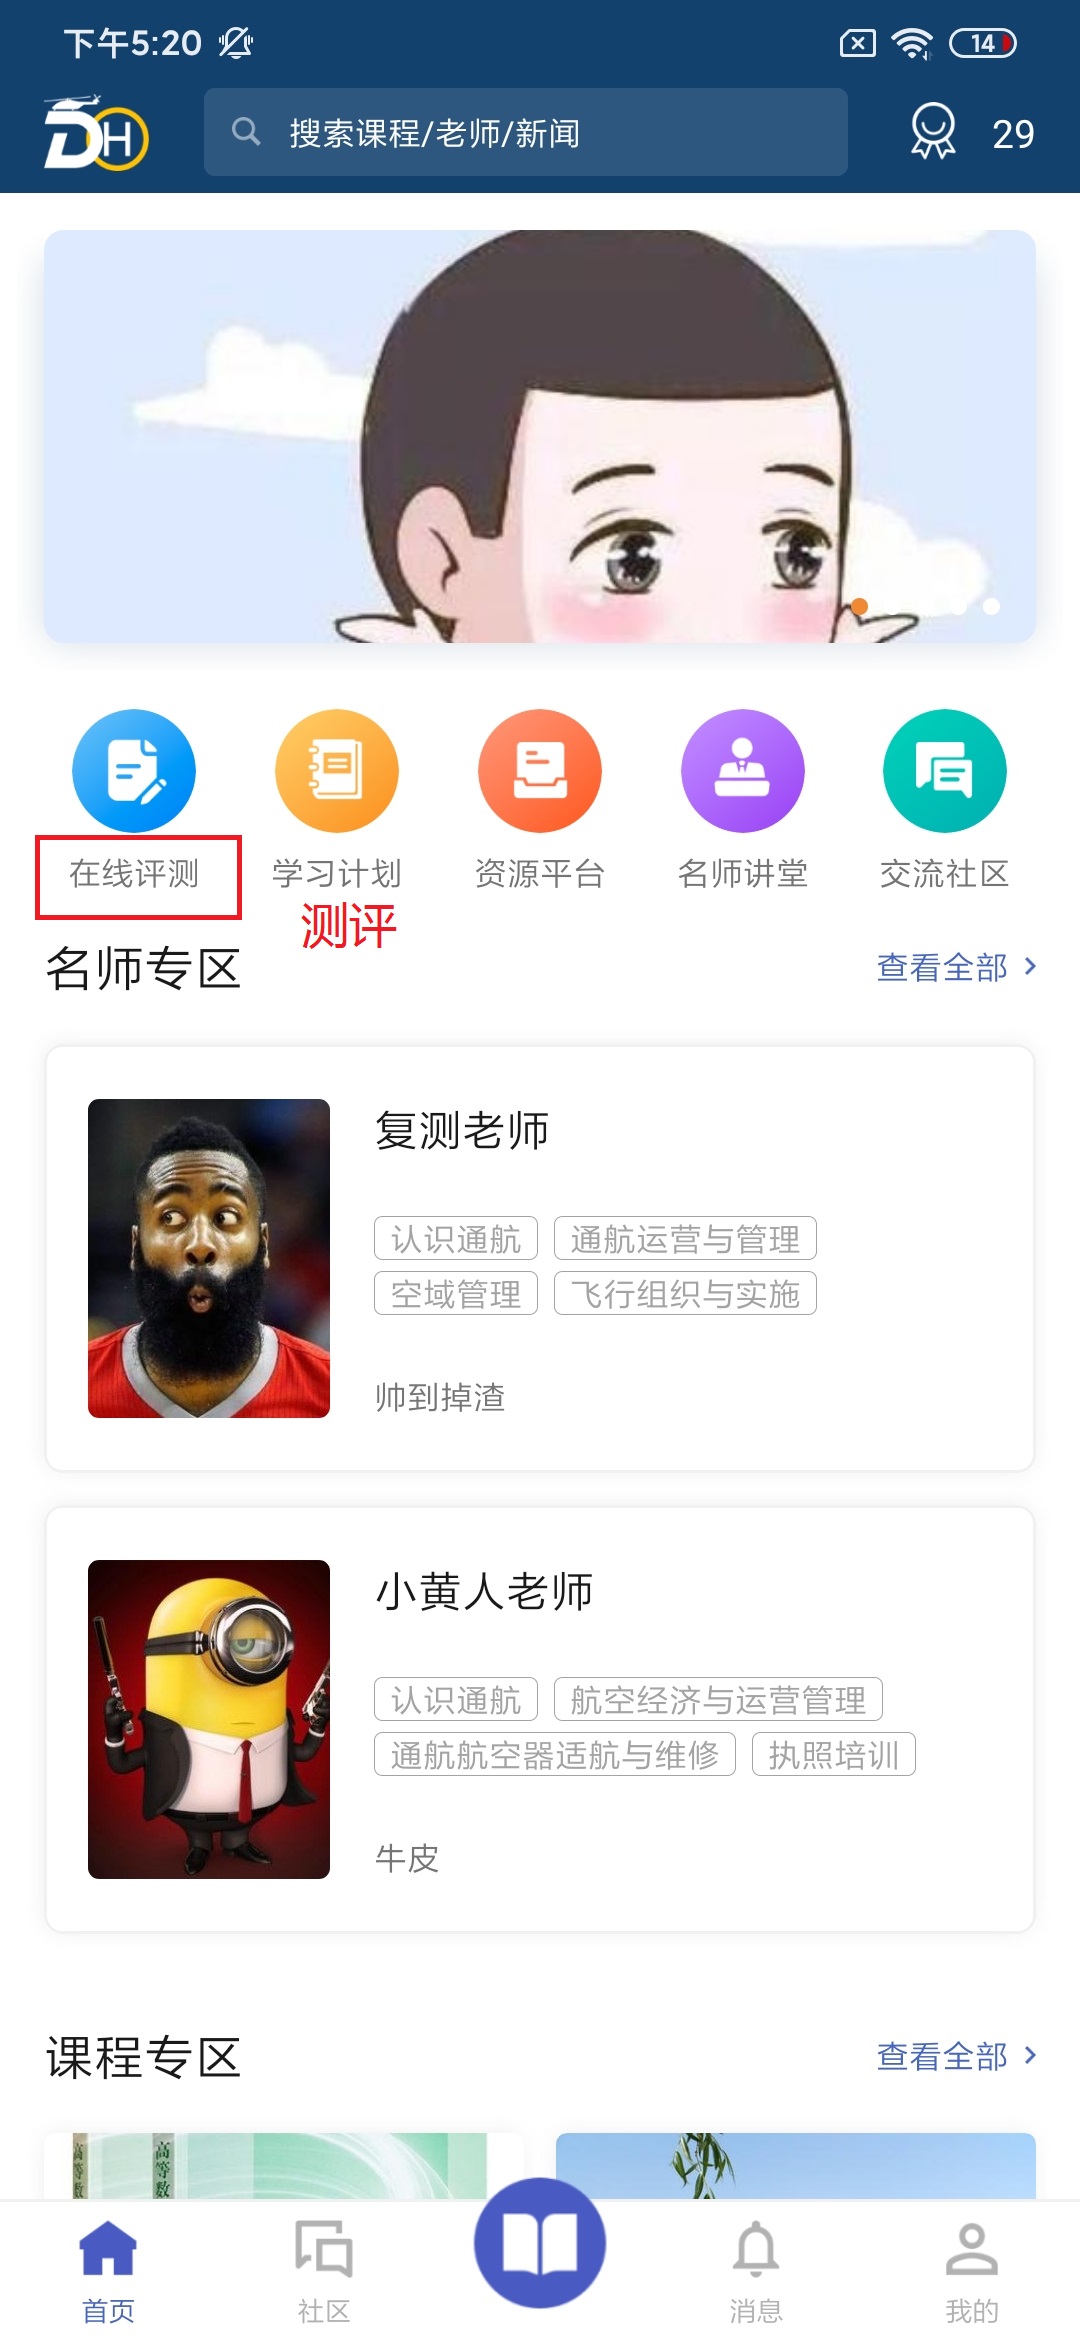 下午5:20
14
DH
搜索课程/老师/新闻
29
在线评测
学习计划
资源平台
名师讲堂
交流社区
测评
名师专区
查看全部
复测老师
认识通航
通航运营与管理
空域管理
飞行组织与实施
帅到掉渣
小黄人老师
认识通航
航空经济与运营管理
通航航空器适航与维修
执照培训
牛皮
课程专区
查看全部
高等数
高等数
首页
社区
消息
我的